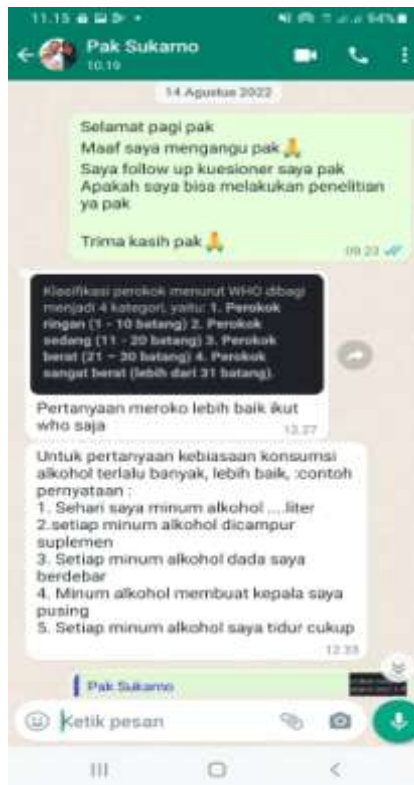 11.15
94%
Pak Sukarno
10.19
14 Agustus 2022
Selamat pagi pak
Maaf saya mengangu pak 🙏
Saya follow up kuesioner saya pak
Apakah saya bisa melakukan penelitian
ya pak
Trima kasih pak 🙏
09.23
Klasifikasi perokok menurut WHO dibagi
menjadi 4 kategori, yaitu: 1. Perokok
ringan (1 - 10 batang) 2. Perokok
sedang (11 - 20 batang) 3. Perokok
berat (21 – 30 batang) 4. Perokok
sangat berat (lebih dari 31 batang).
Pertanyaan meroko lebih baik ikut
who saja
12.27
Untuk pertanyaan kebiasaan konsumsi
alkohol terlalu banyak, lebih baik, :contoh
pernyataan :
1. Sehari saya minum alkohol ....liter
2.setiap minum alkohol dicampur
suplemen
3. Setiap minum alkohol dada saya
berdebar
4. Minum alkohol membuat kepala saya
pusing
5. Setiap minum alkohol saya tidur cukup
12.33
Pak Sukarno
Ketik pesan